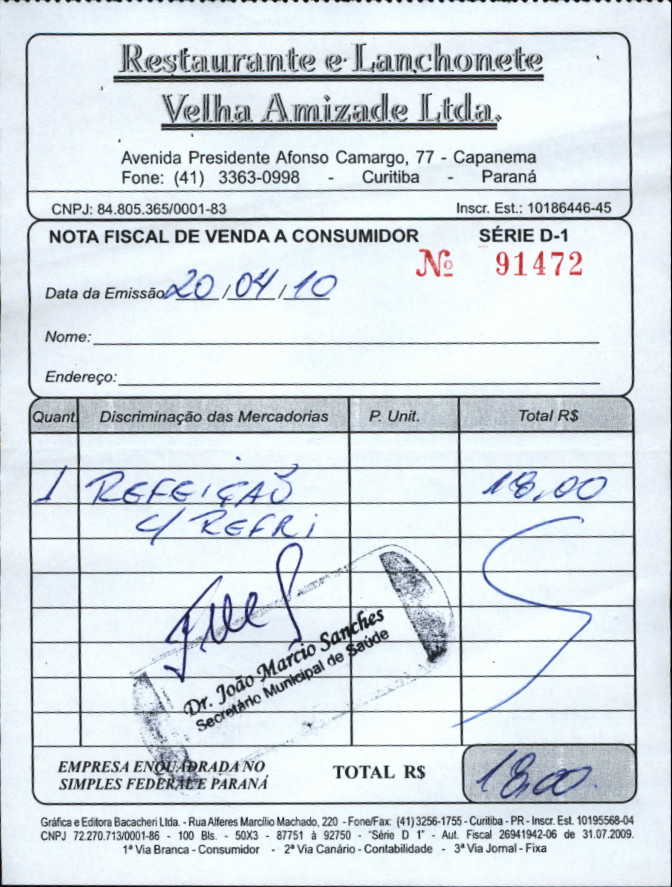 Restaurante e Lanchonete
Velha Amizade Ltda.
Avenida Presidente Afonso Camargo, 77 - Capanema
Fone: (41) 3363-0998 - Curitiba - Paraná
CNPJ: 84.805.365/0001-83 Inscr. Est.: 10186446-45
NOTA FISCAL DE VENDA A CONSUMIDOR SÉRIE D-1
Nº 91472
Data da Emissão 20/04/10
Nome:
Endereço:
Quant. Discriminação das Mercadorias P. Unit. Total R$
1 REFEIÇÃO 18,00
C/ REFRI
Dr. João Marcio Sanches
Secretário Municipal de Saúde
EMPRESA ENQUADRADA NO
SIMPLES FEDERAL E PARANÁ
TOTAL R$ 18,00
Gráfica e Editora Bacacheri Ltda. - Rua Alferes Marcílio Machado, 220 - Fone/Fax: (41) 3256-1755 - Curitiba - PR - Inscr. Est. 10195568-04
CNPJ 72.270.713/0001-86 - 100 Bls. - 50X3 - 87751 à 92750 - "Série D 1" - Aut. Fiscal 26941942-06 de 31.07.2009.
1ª Via Branca - Consumidor - 2ª Via Canário - Contabilidade - 3ª Via Jornal - Fixa